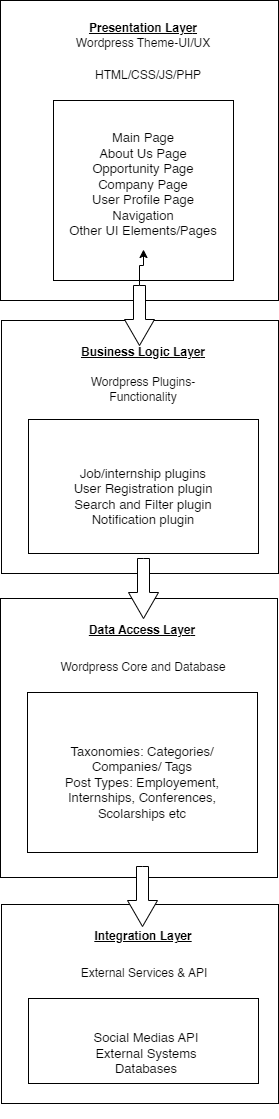 Presentation Layer
Wordpress Theme-UI/UX
HTML/CSS/JS/PHP
Main Page
About Us Page
Opportunity Page
Company Page
User Profile Page
Navigation
Other UI Elements/Pages
Business Logic Layer
Wordpress Plugins-
Functionality
Job/internship plugins
User Registration plugin
Search and Filter plugin
Notification plugin
Data Access Layer
Wordpress Core and Database
Taxonomies: Categories/
Companies/ Tags
Post Types: Employement,
Internships, Conferences,
Scolarships etc
Integration Layer
External Services & API
Social Medias API
External Systems
Databases